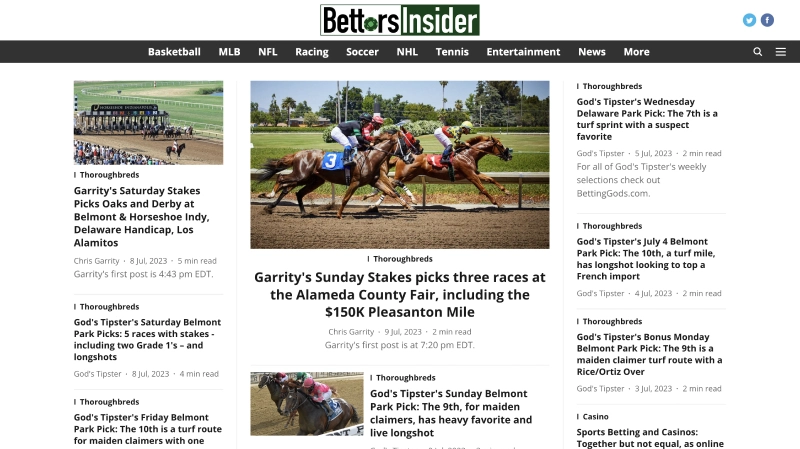 BettorsInsider
Basketball MLB NFL Racing Soccer NHL Tennis Entertainment News More
Thoroughbreds
Garrity's Saturday Stakes
Picks Oaks and Derby at
Belmont & Horseshoe Indy,
Delaware Handicap, Los
Alamitos
Chris Garrity · 8 Jul, 2023 · 5 min read
Garrity's first post is 4:43 pm EDT.
Thoroughbreds
God's Tipster's Saturday Belmont
Park Picks: 5 races with stakes -
including two Grade 1's – and
longshots
God's Tipster · 8 Jul, 2023 · 4 min read
Thoroughbreds
God's Tipster's Friday Belmont
Park Pick: The 10th is a turf route
for maiden claimers with one
3
Thoroughbreds
Garrity's Sunday Stakes picks three races at
the Alameda County Fair, including the
$150K Pleasanton Mile
Chris Garrity · 9 Jul, 2023 · 2 min read
Garrity's first post is at 7:20 pm EDT.
Thoroughbreds
God's Tipster's Sunday Belmont
Park Pick: The 9th, for maiden
claimers, has heavy favorite and
live longshot
Thoroughbreds
God's Tipster's Wednesday
Delaware Park Pick: The 7th is a
turf sprint with a suspect
favorite
God's Tipster · 5 Jul, 2023 · 2 min read
For all of God's Tipster's weekly
selections check out
BettingGods.com.
Thoroughbreds
God's Tipster's July 4 Belmont
Park Pick: The 10th, a turf mile,
has longshot looking to top a
French import
God's Tipster · 4 Jul, 2023 · 2 min read
Thoroughbreds
God's Tipster's Bonus Monday
Belmont Park Pick: The 9th is a
maiden claimer turf route with a
Rice/Ortiz Over
God's Tipster · 3 Jul, 2023 · 2 min read
Casino
Sports Betting and Casinos:
Together but not equal, as online